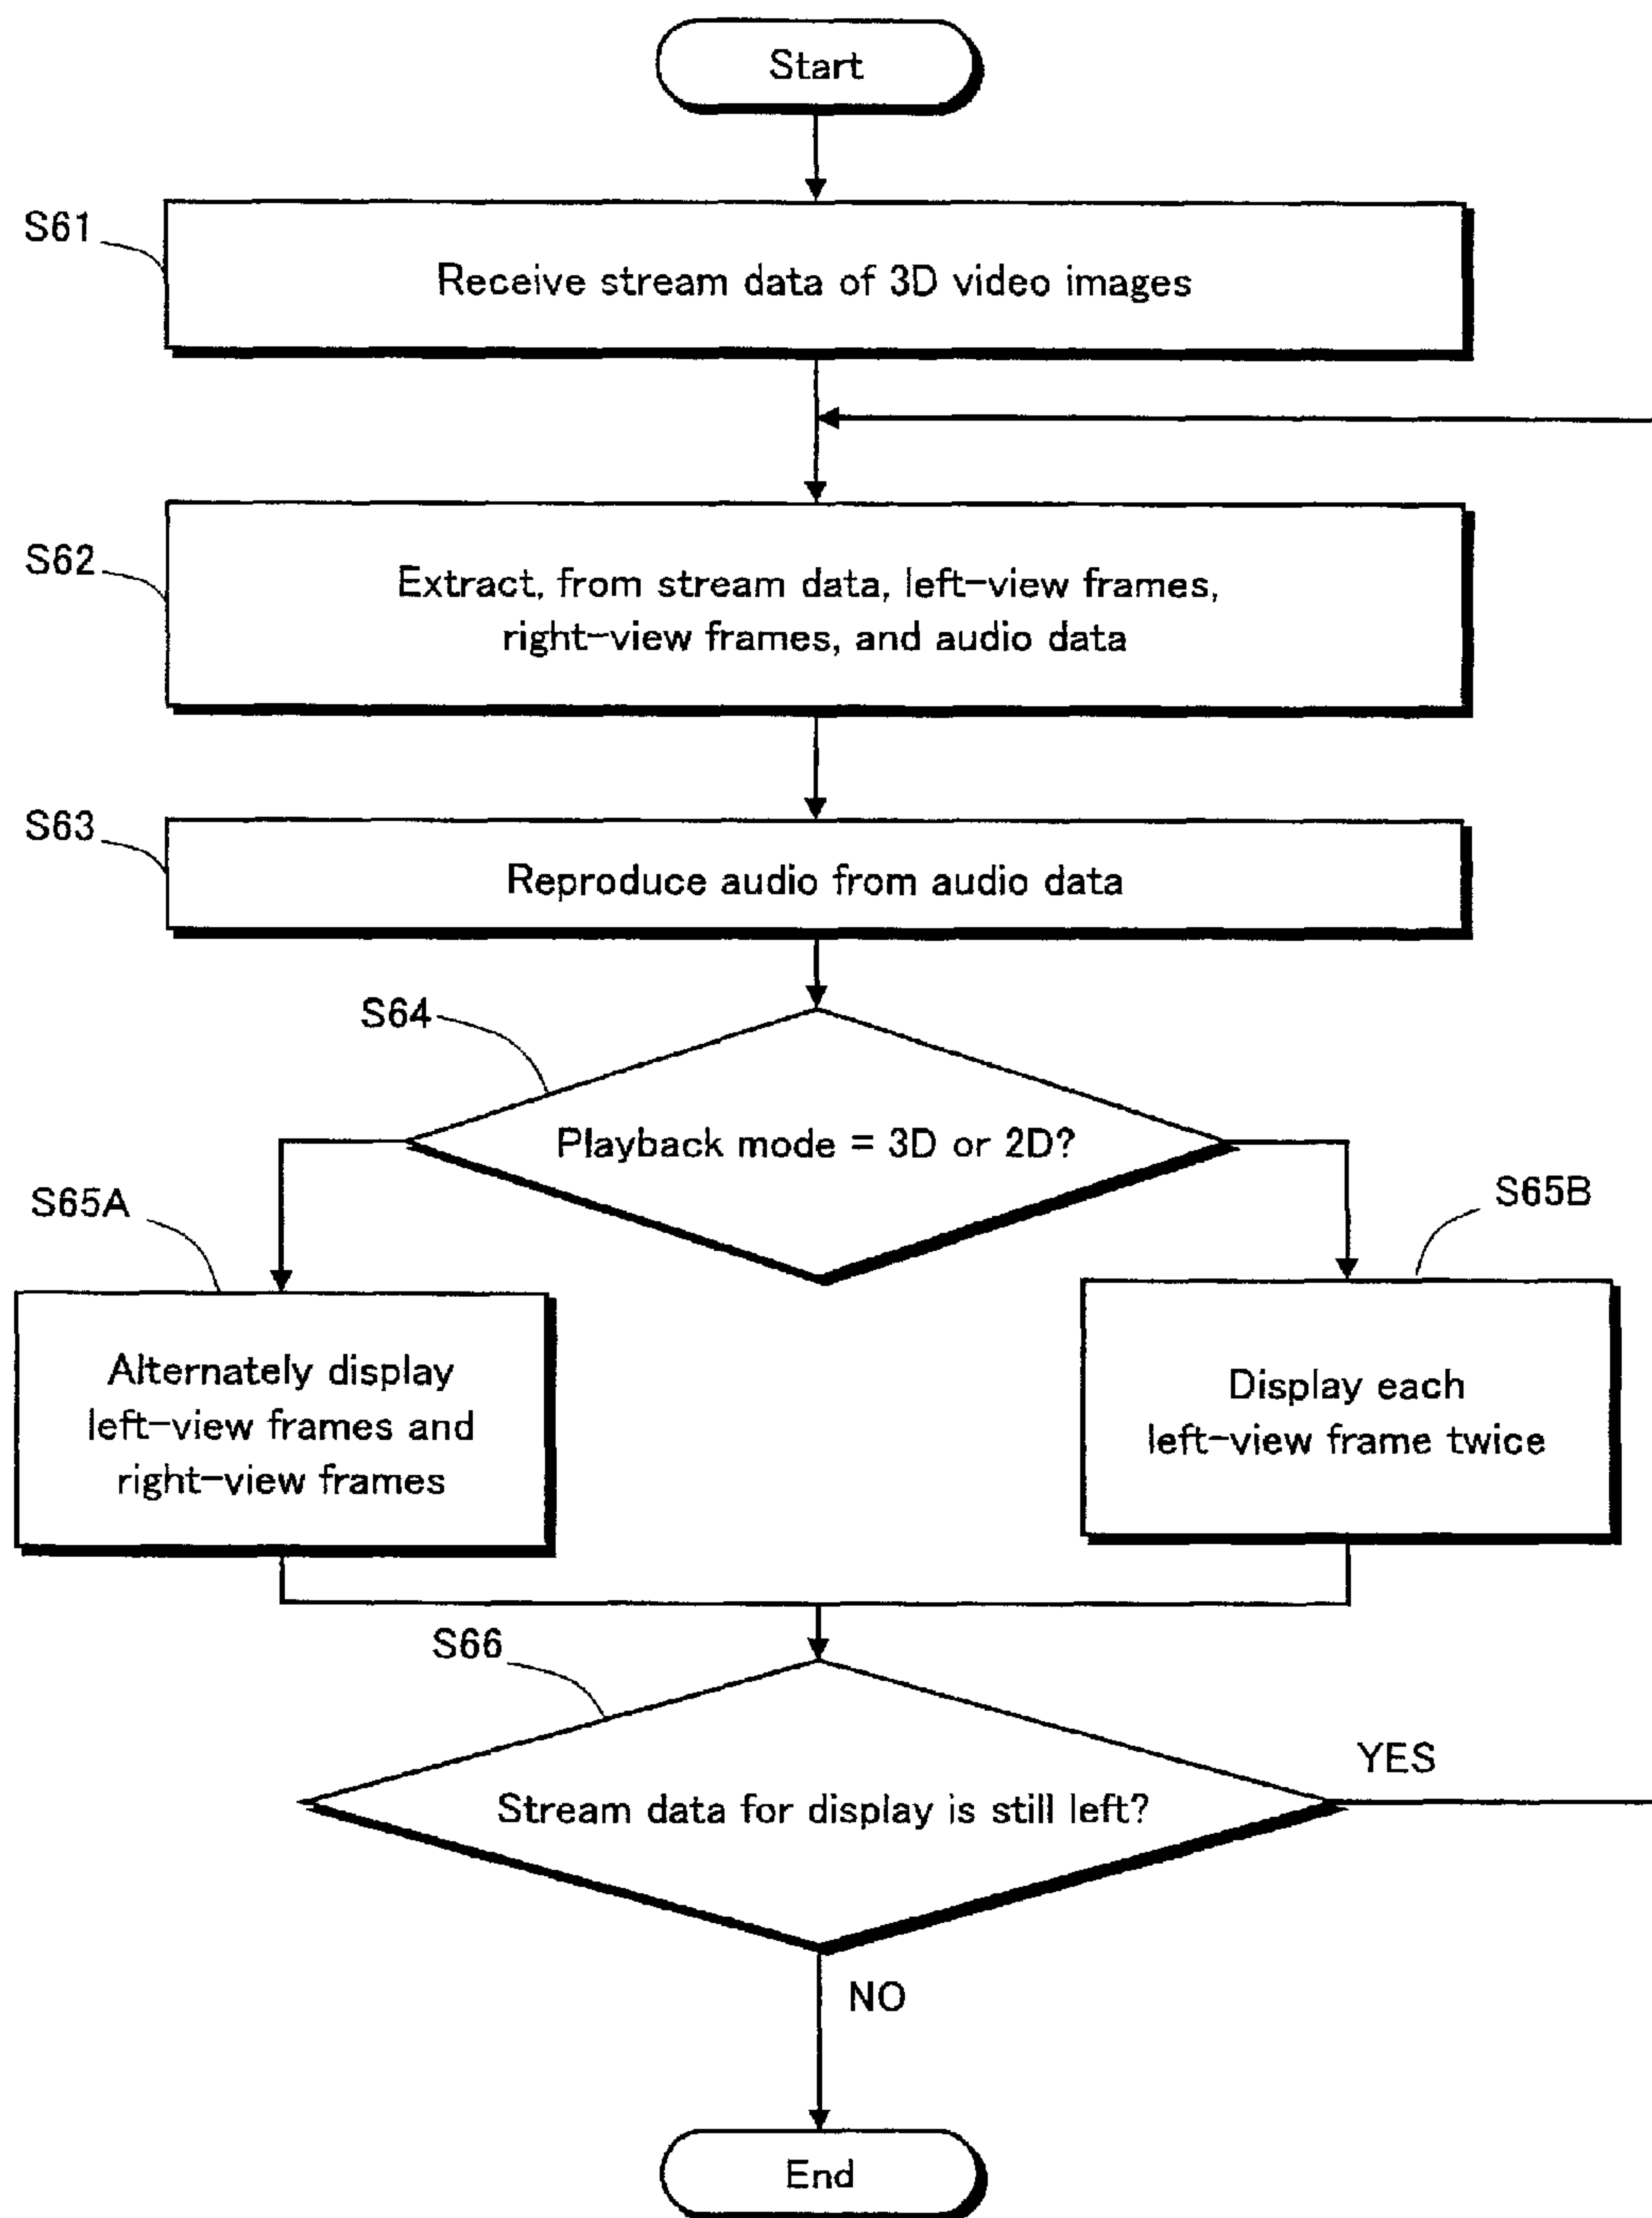 Start
S61
Receive stream data of 3D video images
S62
Extract, from stream data, left-view frames,
right-view frames, and audio data
S63
Reproduce audio from audio data
S64
Playback mode = 3D or 2D?
S65A
S65B
Alternately display
left-view frames and
right-view frames
Display each
left-view frame twice
S66
Stream data for display is still left?
YES
NO
End